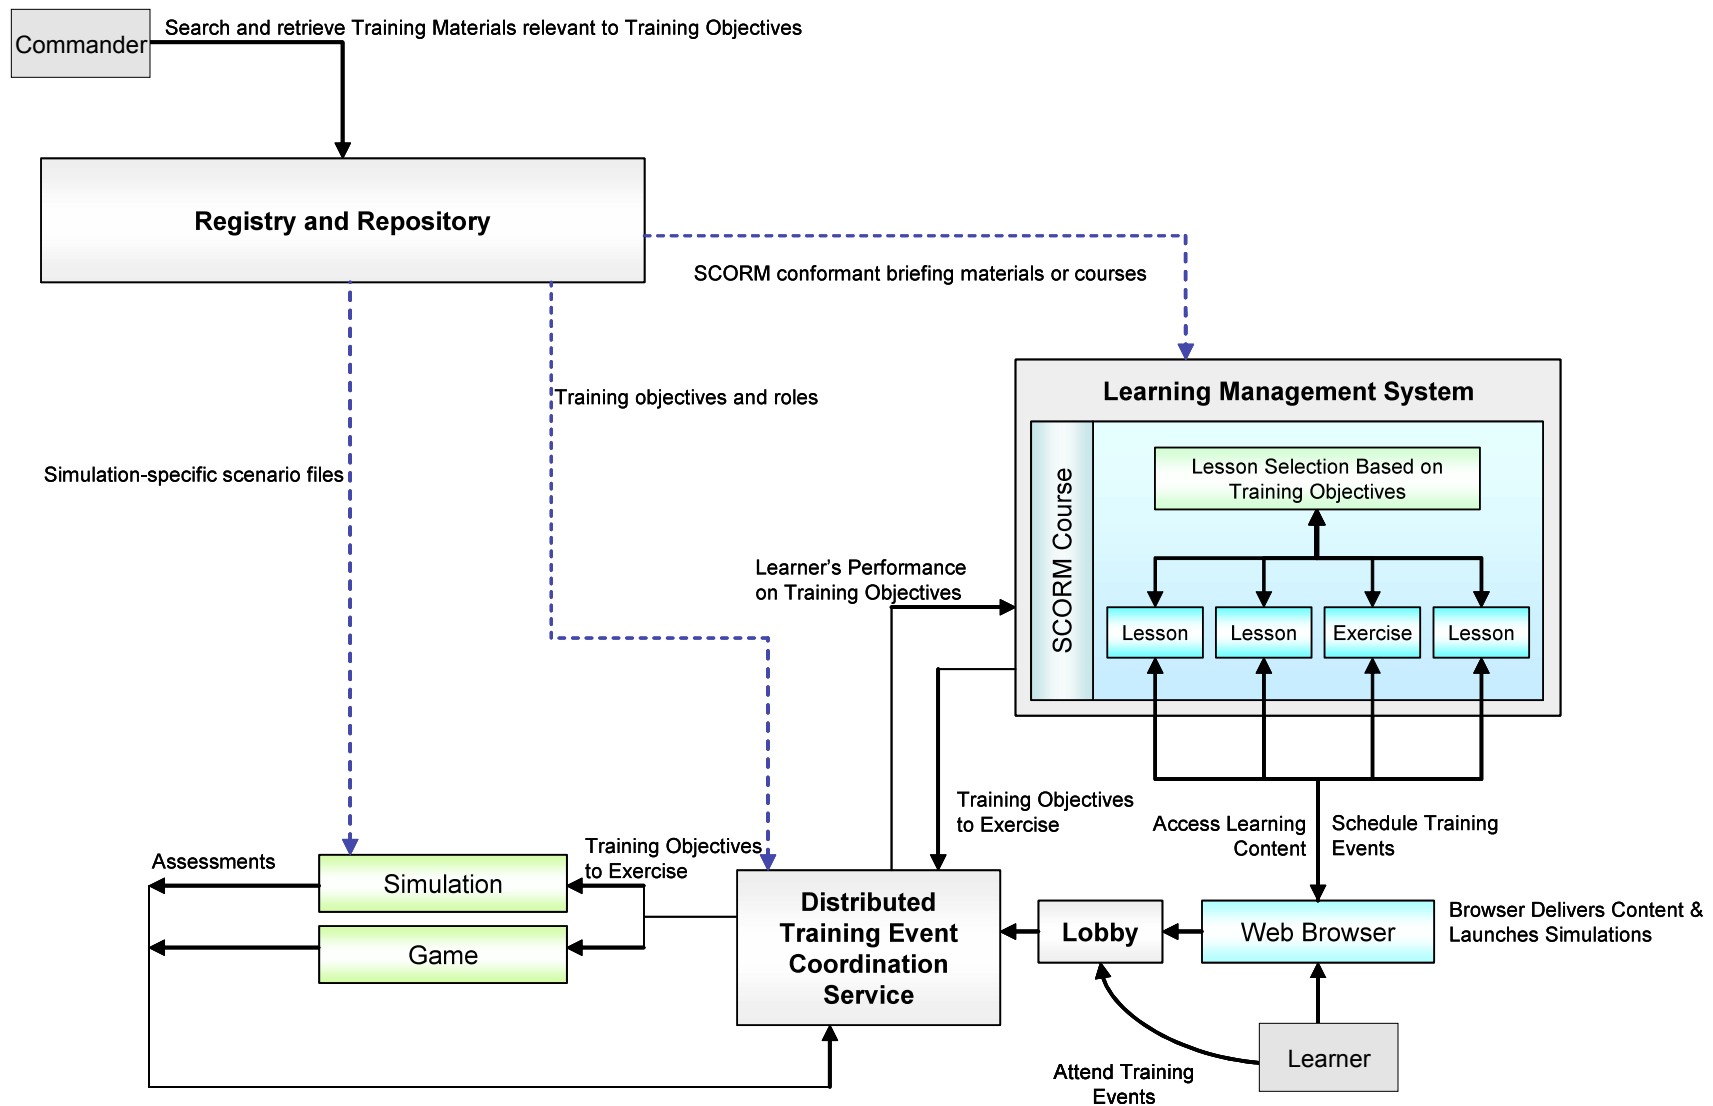 Commander
Search and retrieve Training Materials relevant to Training Objectives
Registry and Repository
SCORM conformant briefing materials or courses
Training objectives and roles
Simulation-specific scenario files
Learning Management System
SCORM Course
Lesson Selection Based on
Training Objectives
Lesson
Lesson
Exercise
Lesson
Learner’s Performance
on Training Objectives
Training Objectives
to Exercise
Access Learning
Content
Schedule Training
Events
Assessments
Simulation
Game
Training Objectives
to Exercise
Distributed
Training Event
Coordination
Service
Lobby
Web Browser
Browser Delivers Content &
Launches Simulations
Learner
Attend Training
Events